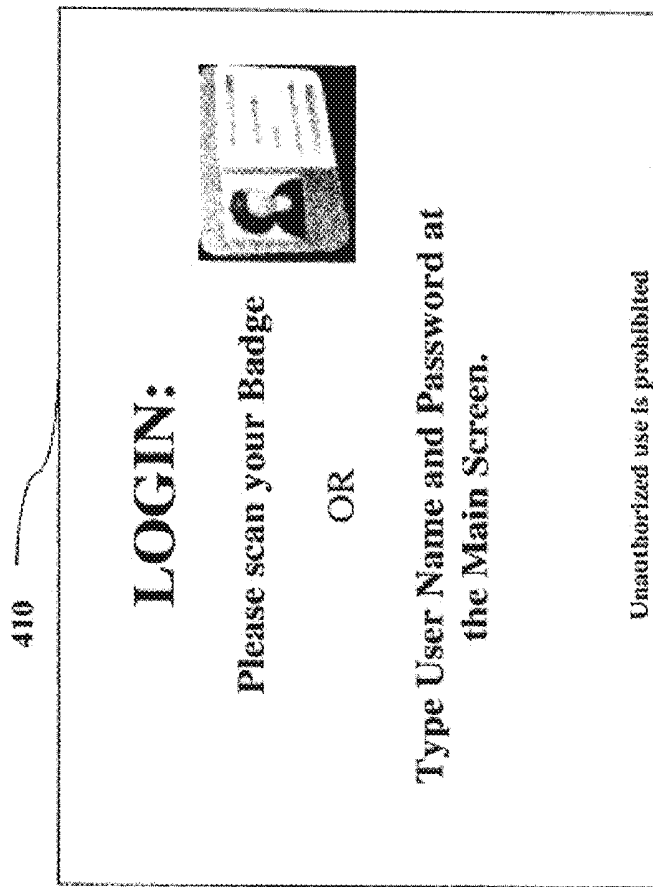 410
LOGIN:
Please scan your Badge
OR
Type User Name and Password at
the Main Screen.
Unauthorized use is prohibited